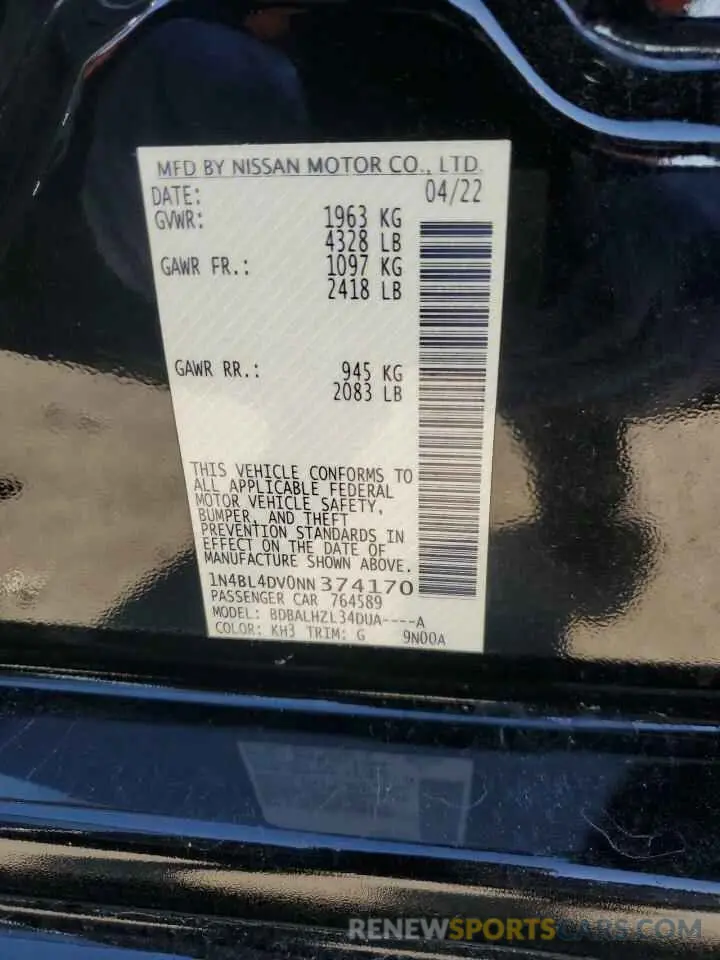 MFD BY NISSAN MOTOR CO., LTD.
DATE: 04/22
GVWR: 1963 KG
4328 LB
GAWR FR.: 1097 KG
2418 LB
GAWR RR.: 945 KG
2083 LB
THIS VEHICLE CONFORMS TO
ALL APPLICABLE FEDERAL
MOTOR VEHICLE SAFETY,
BUMPER, AND THEFT
PREVENTION STANDARDS IN
EFFECT ON THE DATE OF
MANUFACTURE SHOWN ABOVE.
1N4BL4DV0NN374170
PASSENGER CAR 764589
MODEL: BDBALHZL34DUA----A
COLOR: KH3 TRIM: G 9N00A
RENEWSPORTSCARS.COM